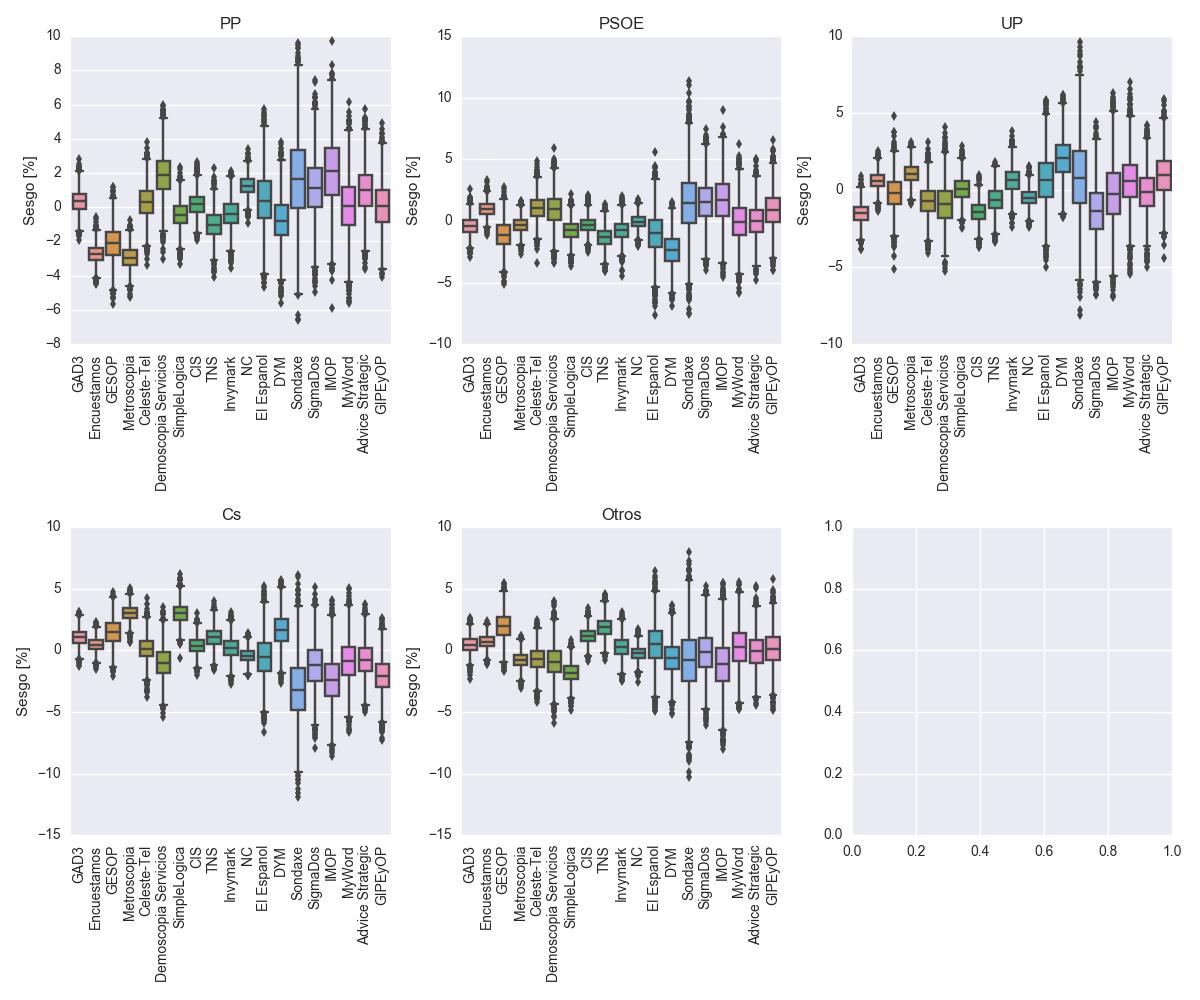 PP
Sesgo [%]
10
8
6
4
2
0
−2
−4
−6
−8
GAD3
Encuestamos
GESOP
Metroscopia
Celeste-Tel
Demoscopia Servicios
SimpleLogica
CIS
TNS
Invymark
NC
El Espanol
DYM
Sondaxe
SigmaDos
IMOP
MyWord
Advice Strategic
GIPEyOP
PSOE
Sesgo [%]
15
10
5
0
−5
−10
GAD3
Encuestamos
GESOP
Metroscopia
Celeste-Tel
Demoscopia Servicios
SimpleLogica
CIS
TNS
Invymark
NC
El Espanol
DYM
Sondaxe
SigmaDos
IMOP
MyWord
Advice Strategic
GIPEyOP
UP
Sesgo [%]
10
5
0
−5
−10
GAD3
Encuestamos
GESOP
Metroscopia
Celeste-Tel
Demoscopia Servicios
SimpleLogica
CIS
TNS
Invymark
NC
El Espanol
DYM
Sondaxe
SigmaDos
IMOP
MyWord
Advice Strategic
GIPEyOP
Cs
Sesgo [%]
10
5
0
−5
−10
−15
GAD3
Encuestamos
GESOP
Metroscopia
Celeste-Tel
Demoscopia Servicios
SimpleLogica
CIS
TNS
Invymark
NC
El Espanol
DYM
Sondaxe
SigmaDos
IMOP
MyWord
Advice Strategic
GIPEyOP
Otros
Sesgo [%]
10
5
0
−5
−10
−15
GAD3
Encuestamos
GESOP
Metroscopia
Celeste-Tel
Demoscopia Servicios
SimpleLogica
CIS
TNS
Invymark
NC
El Espanol
DYM
Sondaxe
SigmaDos
IMOP
MyWord
Advice Strategic
GIPEyOP
1.0
0.8
0.6
0.4
0.2
0.0
0.0 0.2 0.4 0.6 0.8 1.0